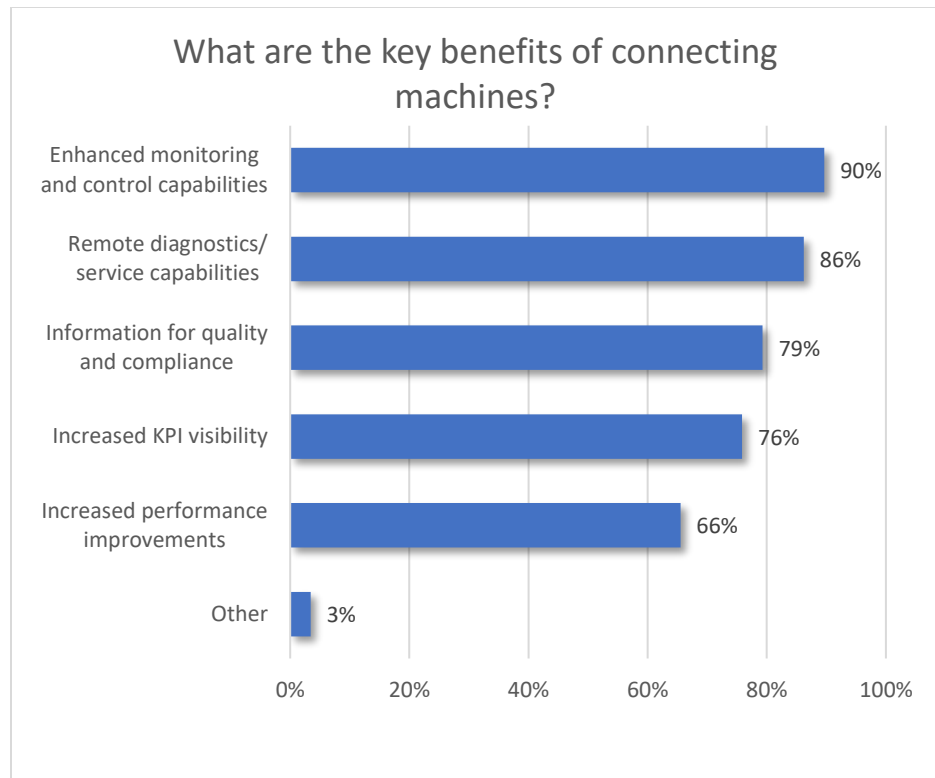 What are the key benefits of connecting
machines?
Enhanced monitoring
and control capabilities
90%
Remote diagnostics/
service capabilities
86%
Information for quality
and compliance
79%
Increased KPI visibility
76%
Increased performance
improvements
66%
Other
3%
0% 20% 40% 60% 80% 100%